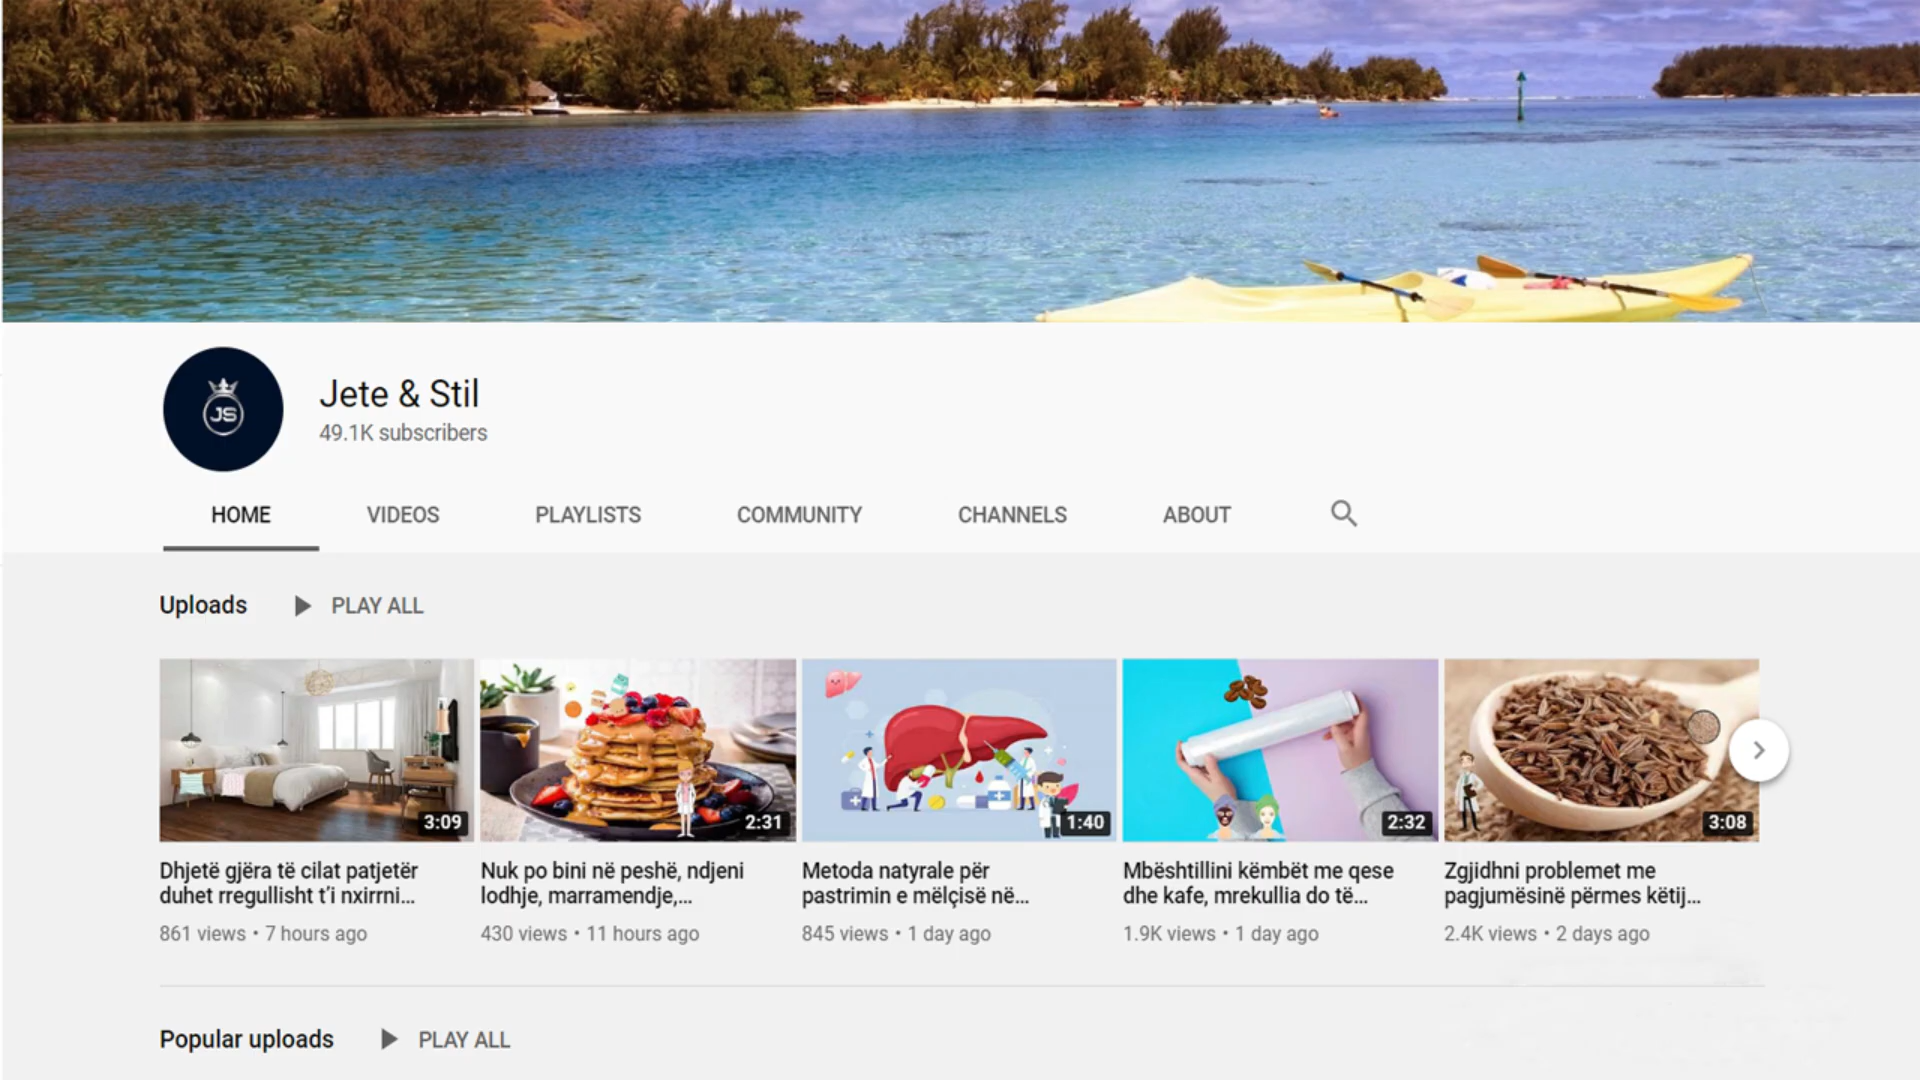 JS
Jete & Stil
49.1K subscribers
HOME VIDEOS PLAYLISTS COMMUNITY CHANNELS ABOUT
Uploads PLAY ALL
3:09 2:31 1:40 2:32 3:08
Dhjetë gjëra të cilat patjetër
duhet rregullisht t'i nxirrni...
861 views • 7 hours ago
Nuk po bini në peshë, ndjeni
lodhje, marramendje,...
430 views • 11 hours ago
Metoda natyrale për
pastrimin e mëlçisë në...
845 views • 1 day ago
Mbështillini këmbët me qese
dhe kafe, mrekullia do të...
1.9K views • 1 day ago
Zgjidhni problemet me
pagjumësinë përmes këtij...
2.4K views • 2 days ago
Popular uploads PLAY ALL